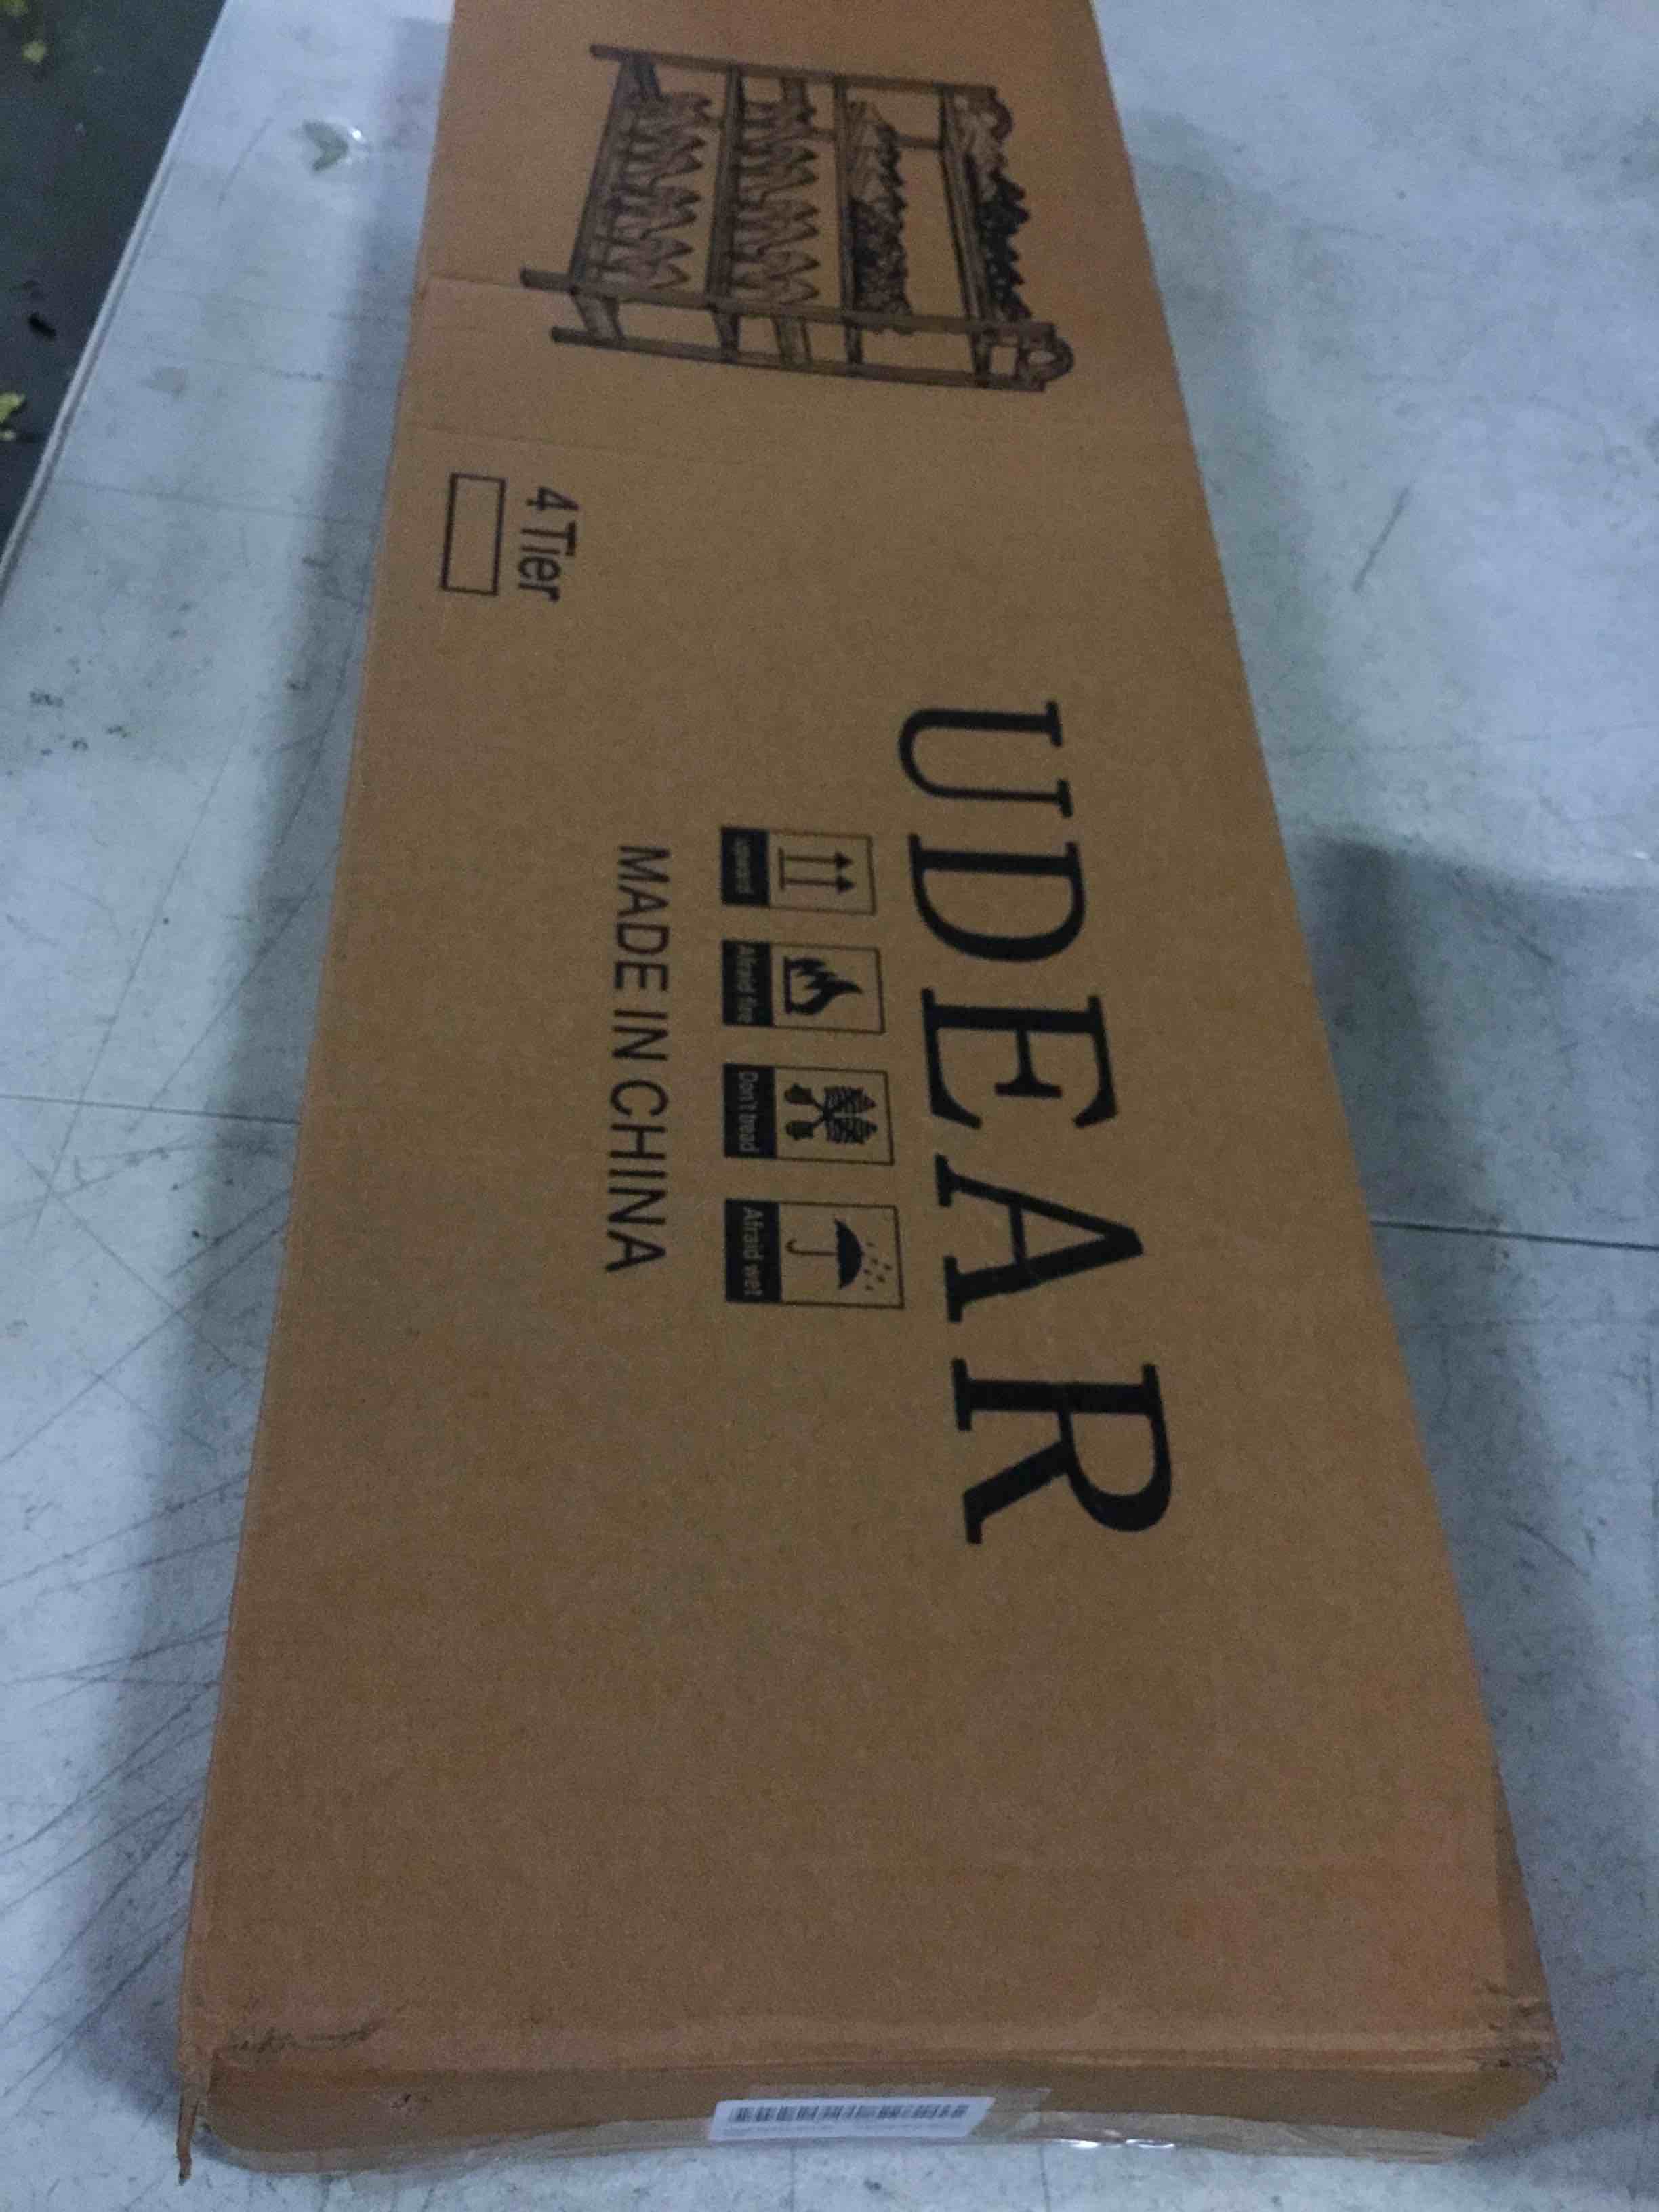 UDEAR
upward
Afraid fire
Don't tread
Afraid wet
MADE IN CHINA
4 Tier